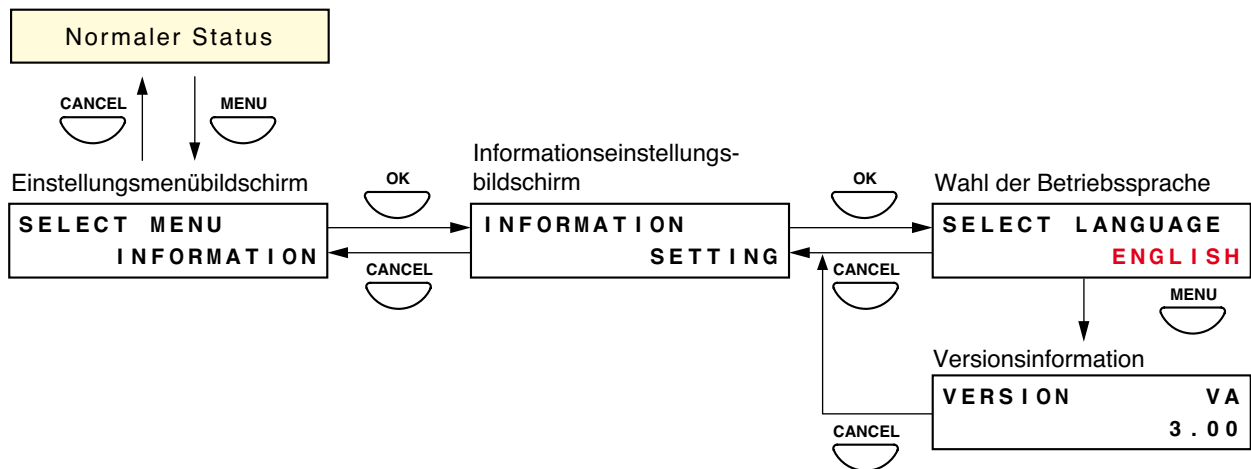 Normaler Status
CANCEL
MENU
Einstellungsmenübildschirm
SELECT MENU
INFORMATION
OK
CANCEL
Informationseinstellungs-
bildschirm
INFORMATION
SETTING
OK
CANCEL
Wahl der Betriebssprache
SELECT LANGUAGE
ENGLISH
MENU
Versionsinformation
VERSION VA
3.00
CANCEL